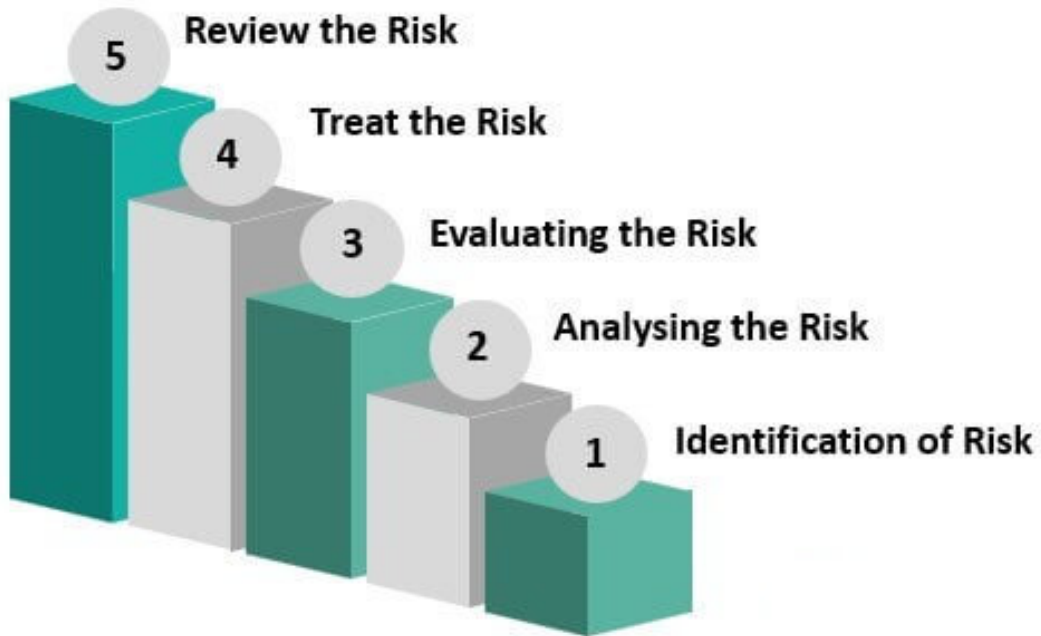 5 Review the Risk
4 Treat the Risk
3 Evaluating the Risk
2 Analysing the Risk
1 Identification of Risk